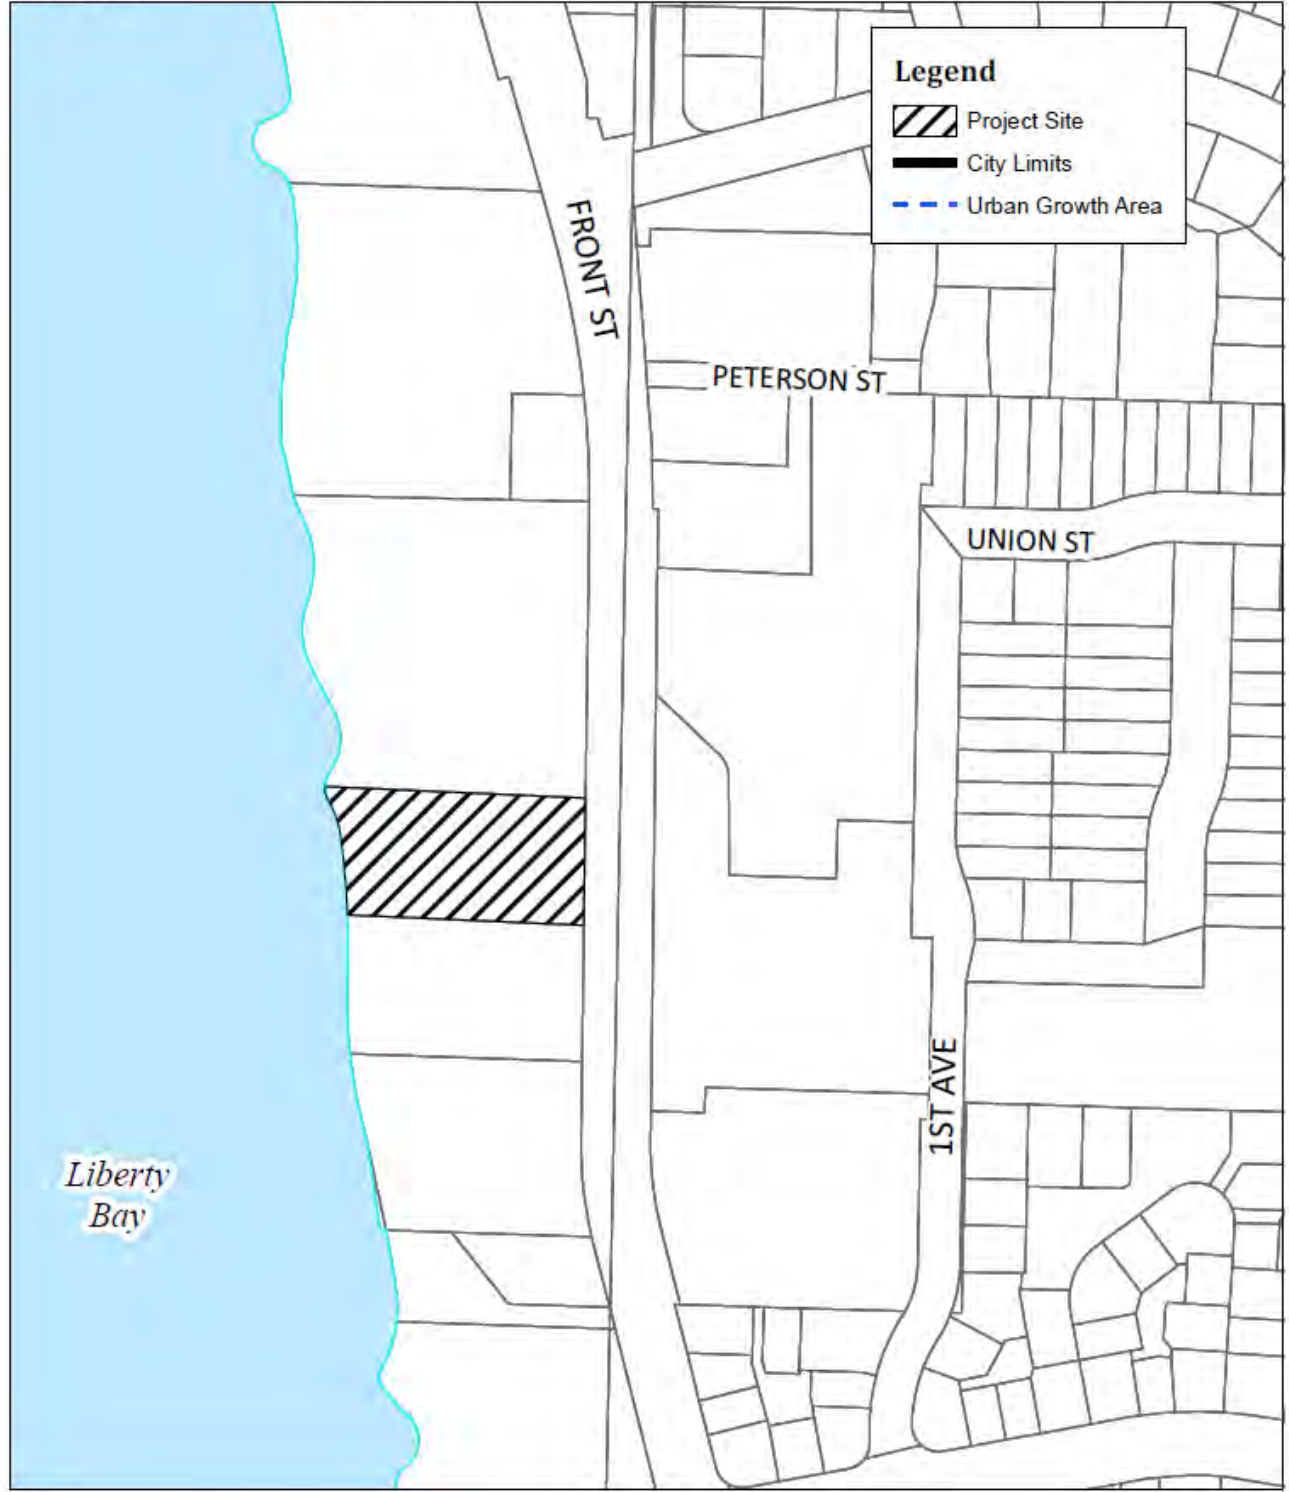 Legend
Project Site
City Limits
Urban Growth Area
FRONT ST
PETERSON ST
UNION ST
1ST AVE
Liberty
Bay